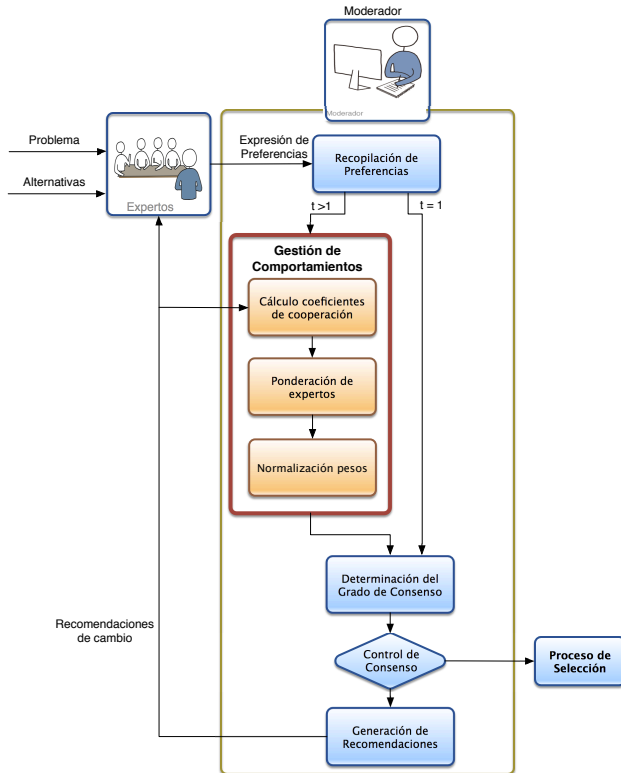 Moderador
Moderador
Problema
Alternativas
Expertos
Expresión de
Preferencias
Recopilación de
Preferencias
t >1
t = 1
Gestión de
Comportamientos
Cálculo coeficientes
de cooperación
Ponderación de
expertos
Normalización pesos
Determinación del
Grado de Consenso
Recomendaciones
de cambio
Control de
Consenso
Proceso de
Selección
Generación de
Recomendaciones